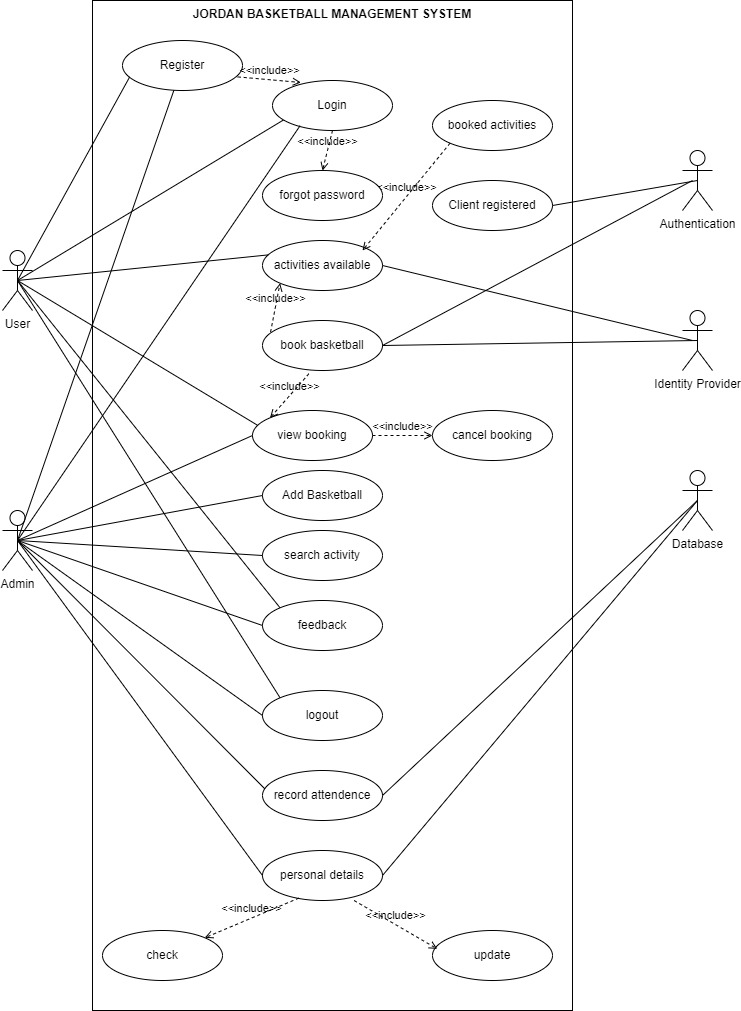 JORDAN BASKETBALL MANAGEMENT SYSTEM
Register
<<include>>
Login
booked activities
<<include>>
forgot password
<<include>>
Client registered
Authentication
activities available
User
<<include>>
book basketball
Identity Provider
<<include>>
view booking
<<include>>
cancel booking
Add Basketball
Database
search activity
Admin
feedback
logout
record attendence
personal details
<<include>>
<<include>>
check
update